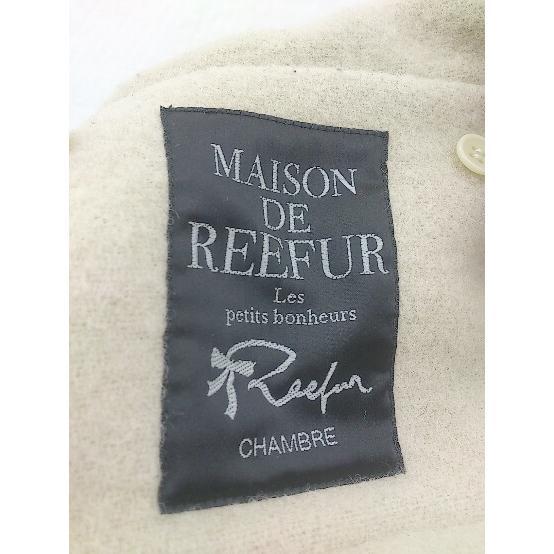 MAISON
DE
REEFUR
Les
petits bonheurs
Reefur
CHAMBRE